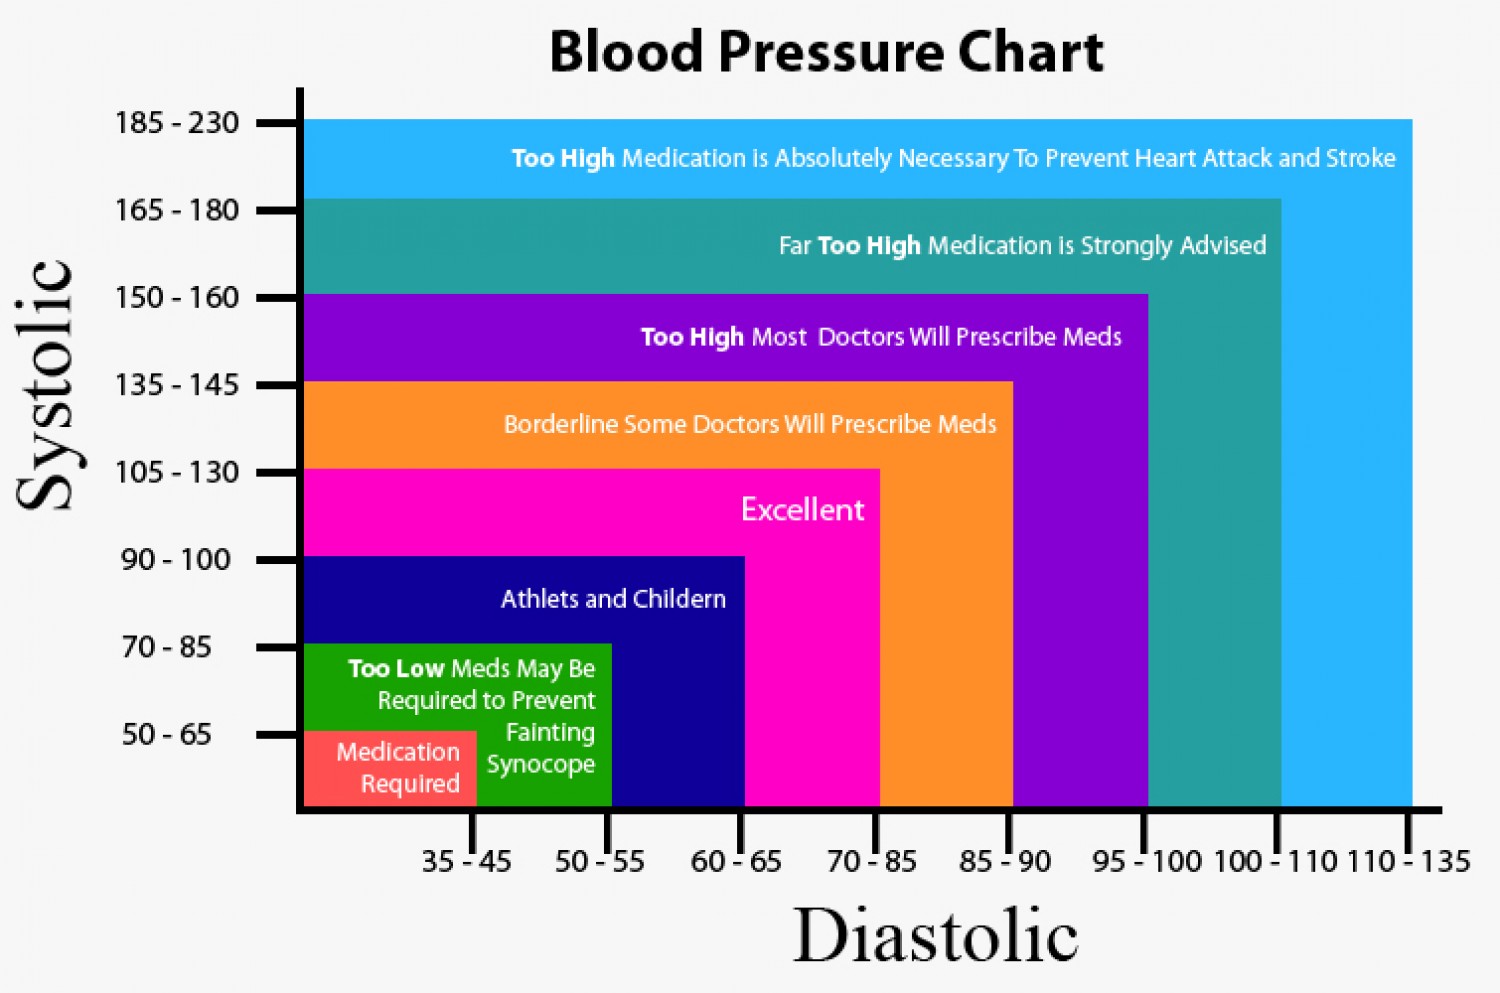 Blood Pressure Chart
185 - 230
Too High Medication is Absolutely Necessary To Prevent Heart Attack and Stroke
165 - 180
Far Too High Medication is Strongly Advised
150 - 160
Too High Most Doctors Will Prescribe Meds
135 - 145
Borderline Some Doctors Will Prescribe Meds
105 - 130
Excellent
90 - 100
Athlets and Childern
70 - 85
Too Low Meds May Be
Required to Prevent
Fainting
Synocope
50 - 65
Medication
Required
Systolic
35 - 45
50 - 55
60 - 65
70 - 85
85 - 90
95 - 100
100 - 110
110 - 135
Diastolic